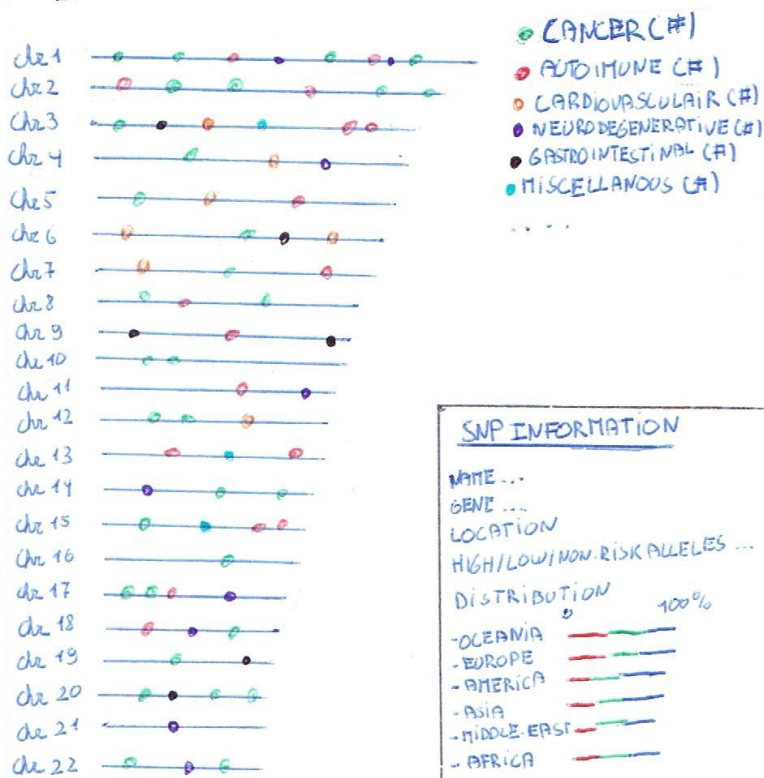 chr 1
chr 2
chr 3
chr 4
chr 5
chr 6
chr 7
chr 8
chr 9
chr 10
chr 11
chr 12
chr 13
chr 14
chr 15
chr 16
chr 17
chr 18
chr 19
chr 20
chr 21
chr 22
CANCER (#)
AUTOIMUNE (#)
CARDIOVASCULAIR (#)
NEURODEGENERATIVE (#)
GASTROINTESTINAL (#)
MISCELLANOUS (#)
....
SNP INFORMATION
NAME ...
GENE ...
LOCATION
HIGH/LOW/NON-RISK ALLELES ...
DISTRIBUTION
0 100%
-OCEANIA
-EUROPE
-AMERICA
-ASIA
-MIDDLE-EAST
-AFRICA